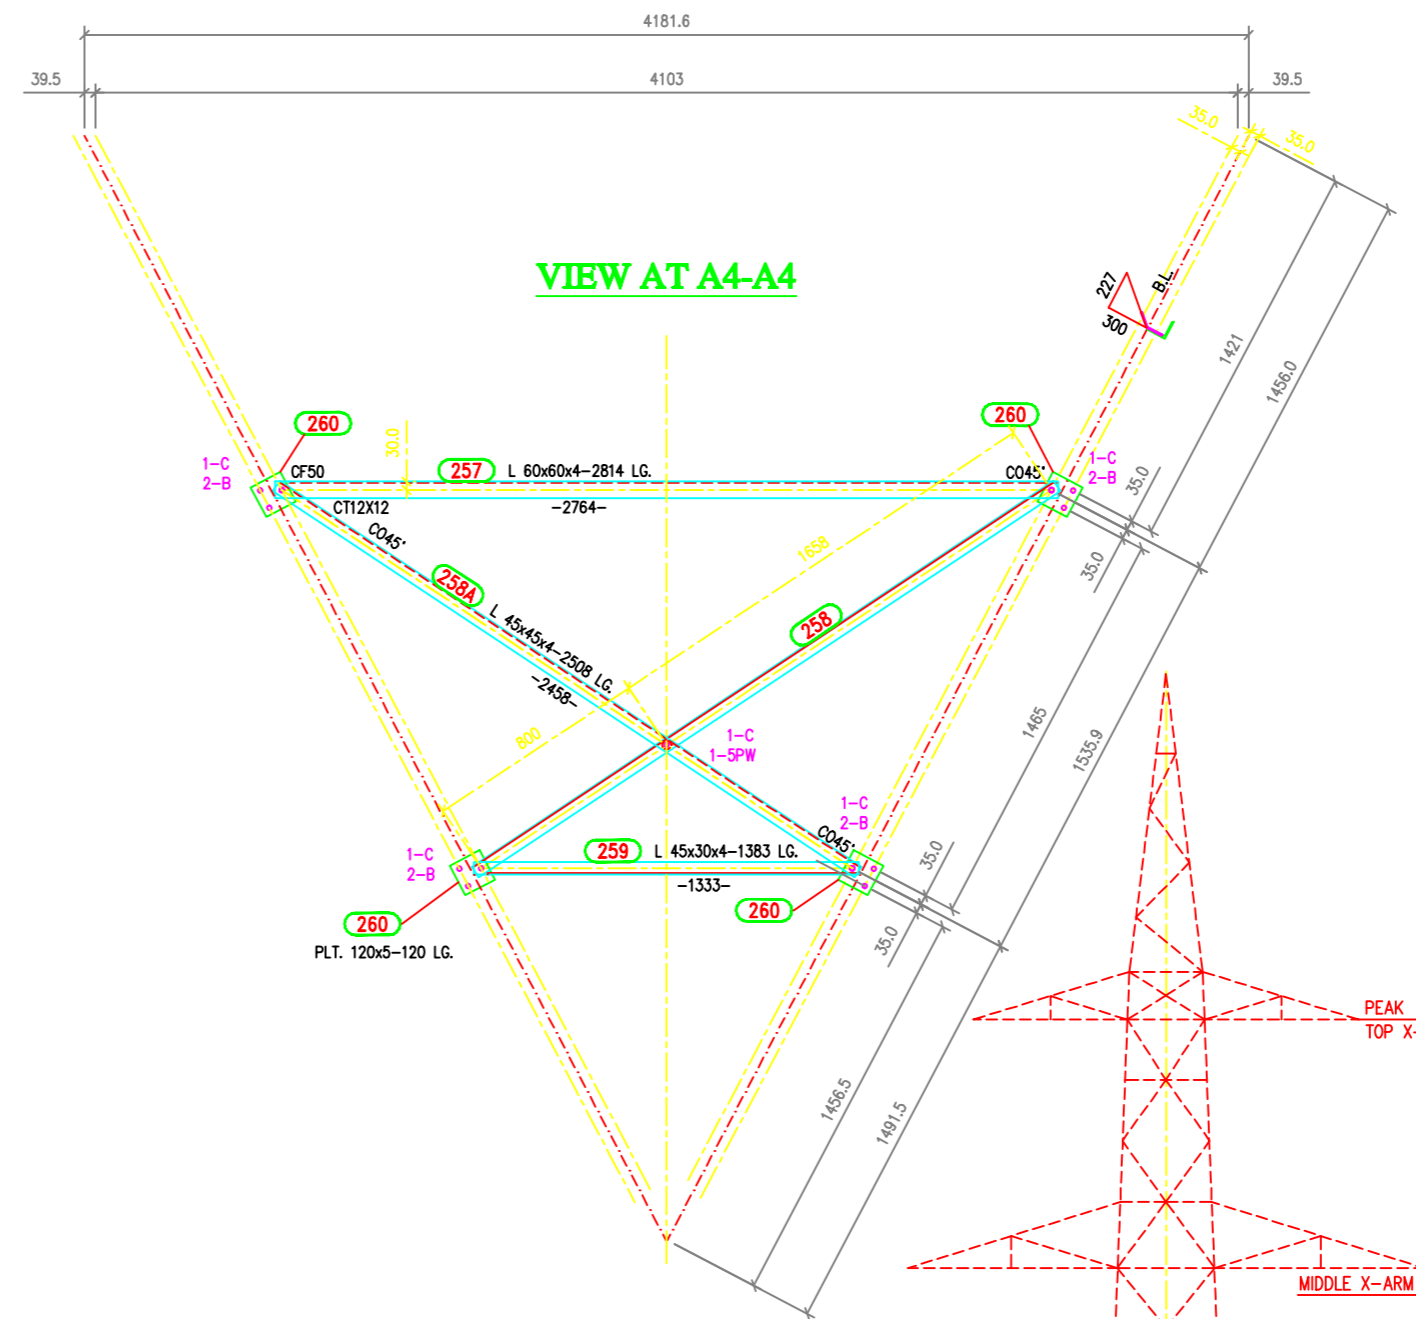 4181.6
39.5
4103
39.5
35.0
35.0
VIEW AT A4-A4
227
B.L.
300
1421
1456.0
260
260
30.0
1-C
2-B
CF50
257
L 60x60x4-2814 LG.
CO45°
1-C
2-B
CT12X12
-2764-
35.0
CO45°
1658
35.0
258A
258
L 45x45x4-2508 LG.
-2458-
1465
800
1-C
1-5PW
1535.9
1-C
2-B
CO45°
259
L 45x30x4-1383 LG.
35.0
1-C
2-B
-1333-
260
260
35.0
PLT. 120x5-120 LG.
PEAK
TOP X-
1456.5
1491.5
MIDDLE X-ARM